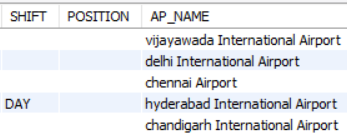 SHIFT POSITION AP_NAME
vijayawada International Airport
delhi International Airport
chennai Airport
DAY hyderabad International Airport
chandigarh International Airport